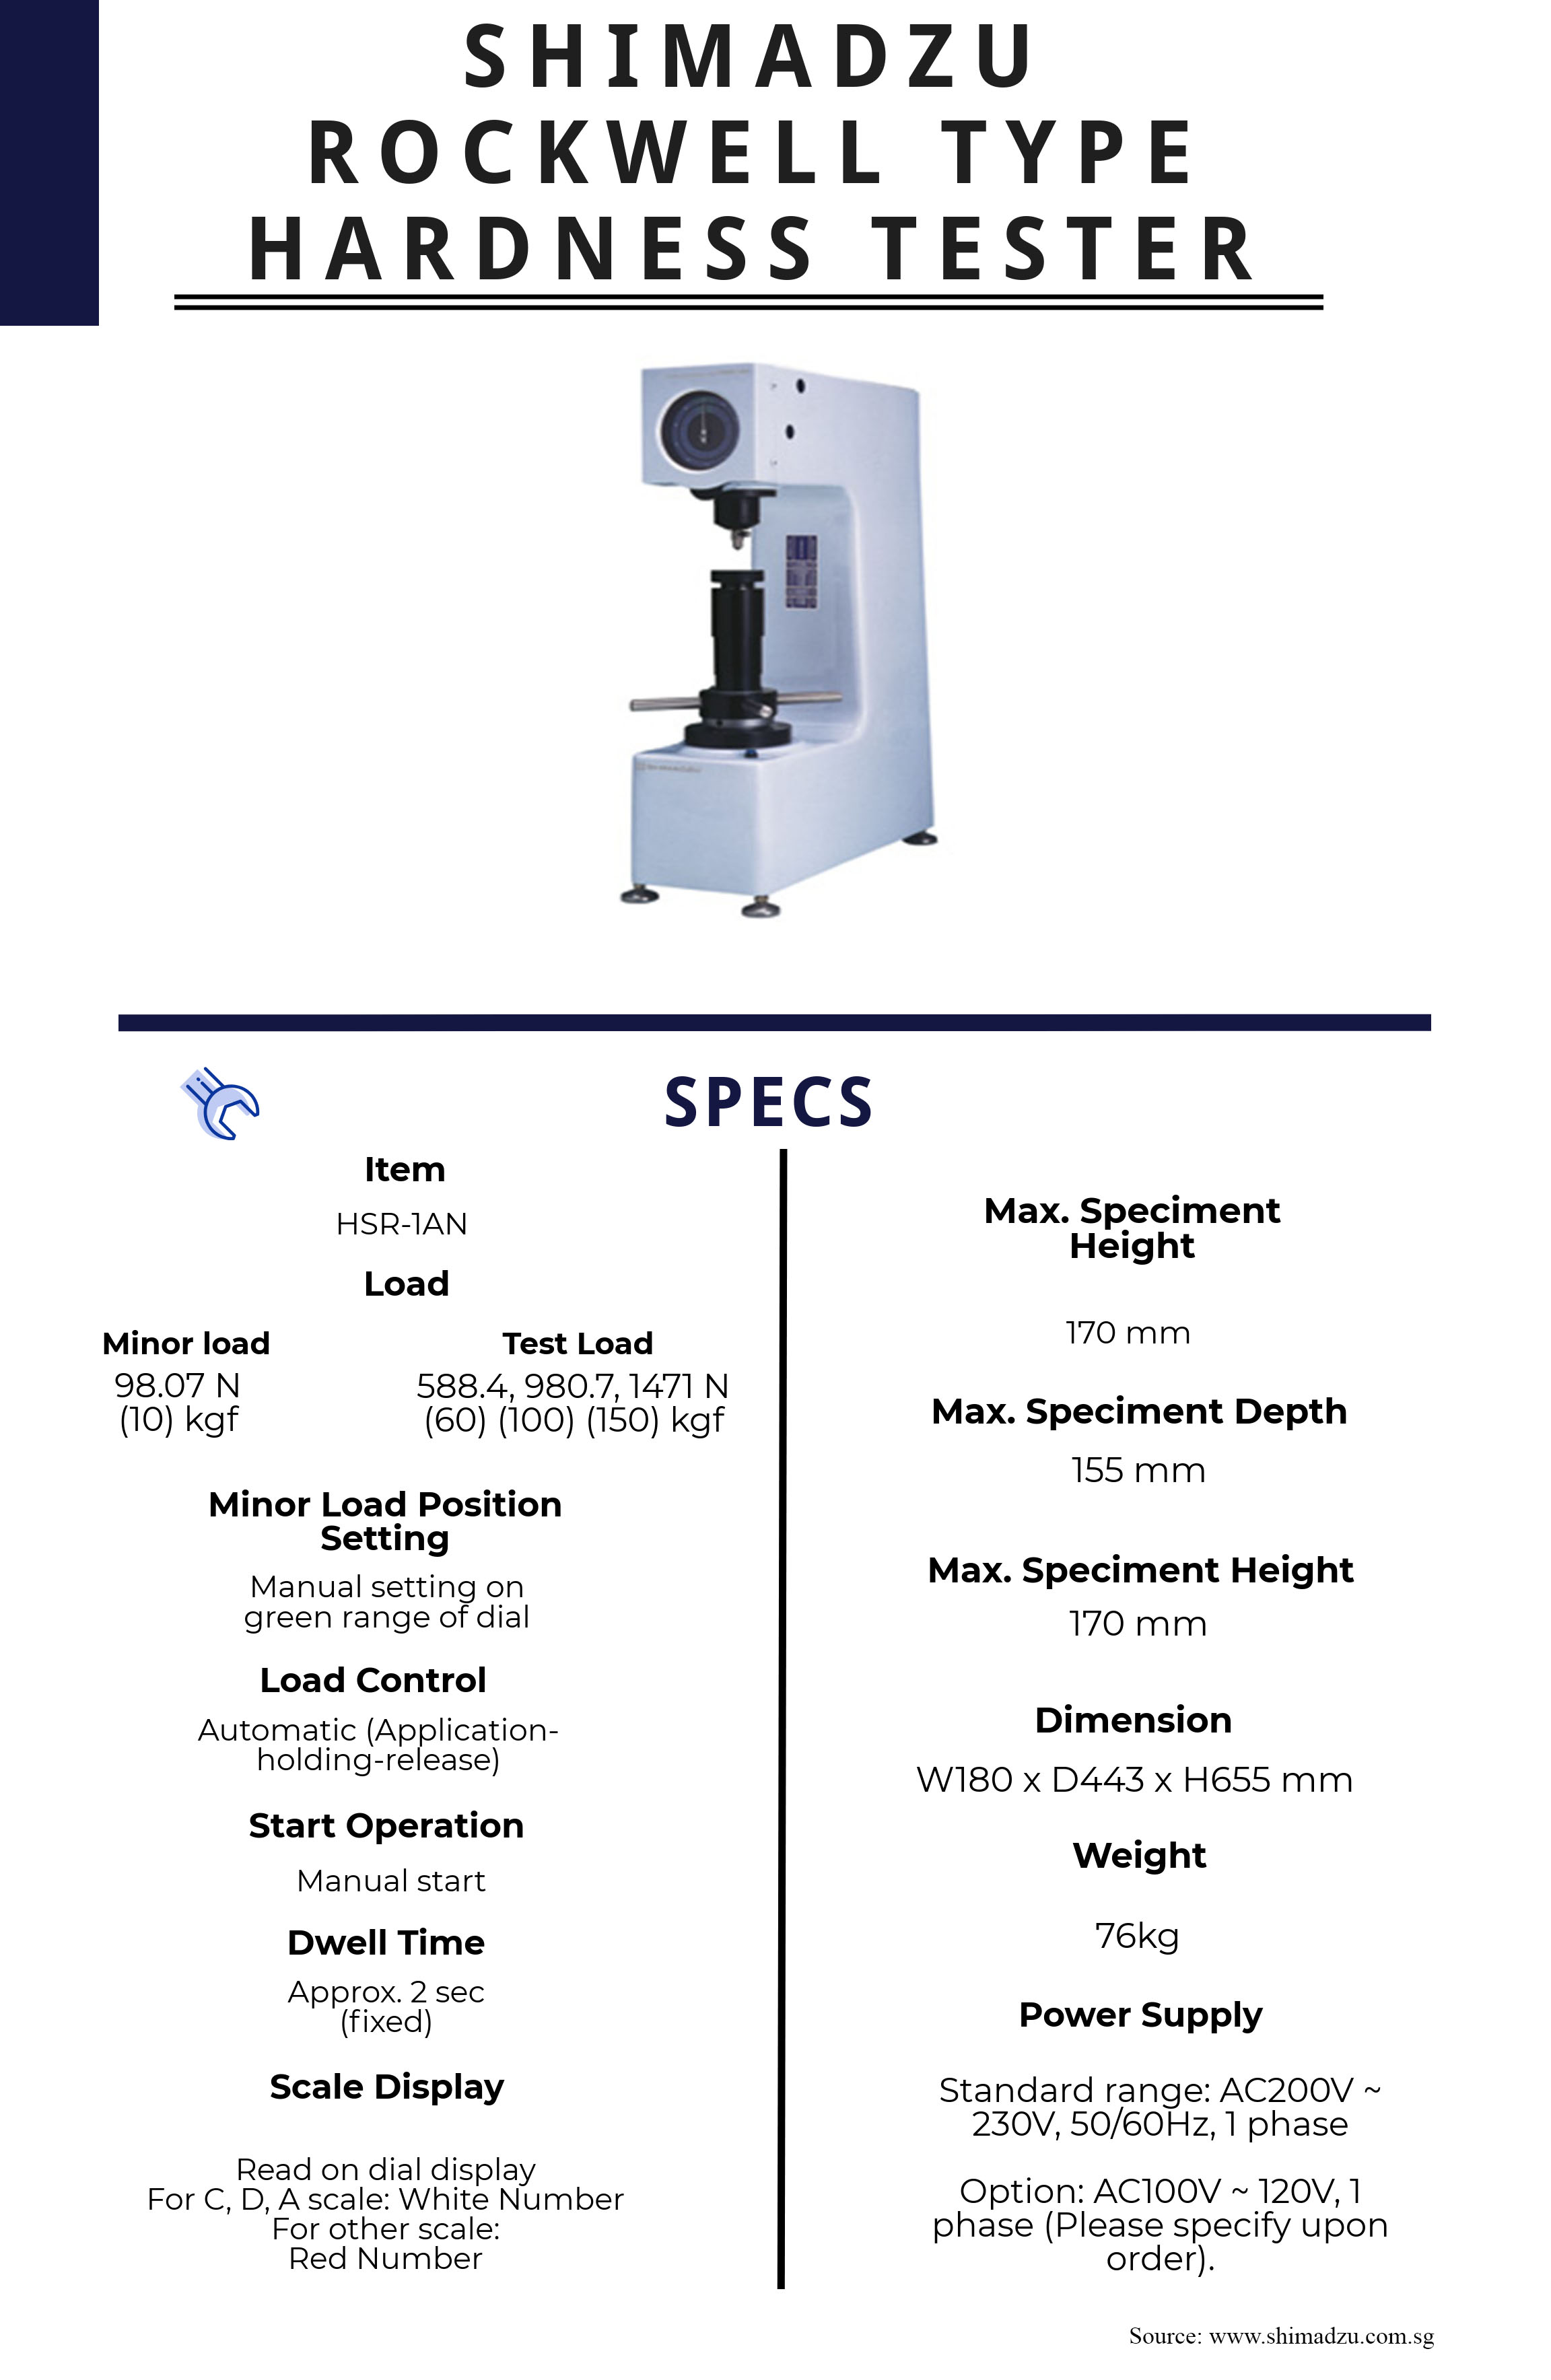 SHIMADZU
ROCKWELL TYPE
HARDNESS TESTER
SPECS
Item
HSR-1AN
Load
Minor load
98.07 N
(10) kgf
Test Load
588.4, 980.7, 1471 N
(60) (100) (150) kgf
Minor Load Position
Setting
Manual setting on
green range of dial
Load Control
Automatic (Application-
holding-release)
Start Operation
Manual start
Dwell Time
Approx. 2 sec
(fixed)
Scale Display
Read on dial display
For C, D, A scale: White Number
For other scale:
Red Number
Max. Speciment
Height
170 mm
Max. Speciment Depth
155 mm
Max. Speciment Height
170 mm
Dimension
W180 x D443 x H655 mm
Weight
76kg
Power Supply
Standard range: AC200V ~
230V, 50/60Hz, 1 phase
Option: AC100V ~ 120V, 1
phase (Please specify upon
order).
Source: www.shimadzu.com.sg